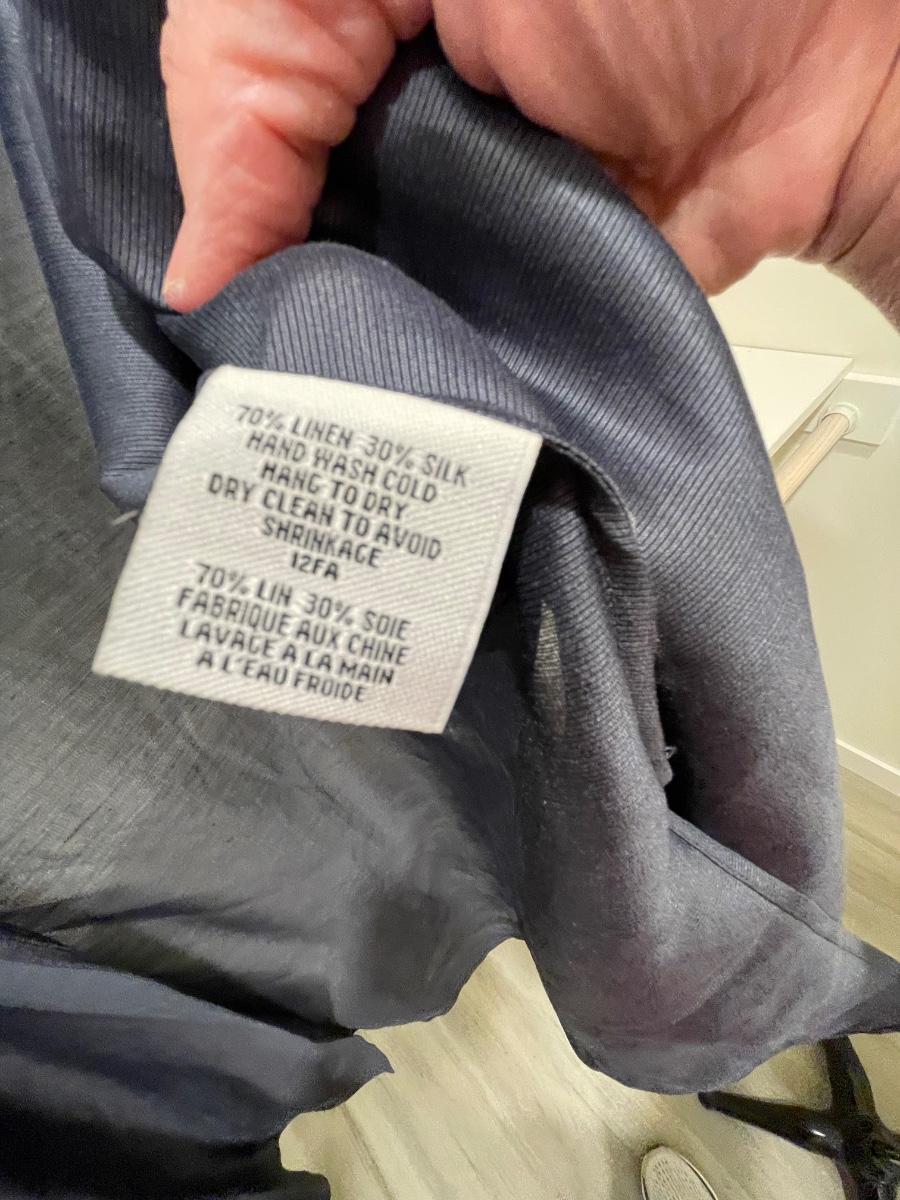 70% LINEN 30% SILK
HAND WASH COLD
HANG TO DRY
DRY CLEAN TO AVOID
SHRINKAGE
12FA
70% LIN 30% SOIE
FABRIQUE AUX CHINE
LAVAGE A LA MAIN
A L'EAU FROIDE